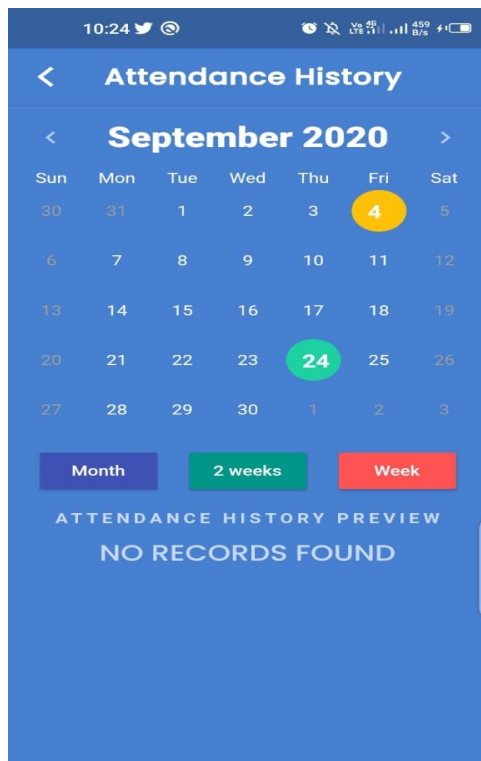 10:24 Vo LTE 4G 459 B/s
Attendance History
< September 2020 >
Sun Mon Tue Wed Thu Fri Sat
30 31 1 2 3 4 5
6 7 8 9 10 11 12
13 14 15 16 17 18 19
20 21 22 23 24 25 26
27 28 29 30 1 2 3
Month 2 weeks Week
ATTENDANCE HISTORY PREVIEW
NO RECORDS FOUND